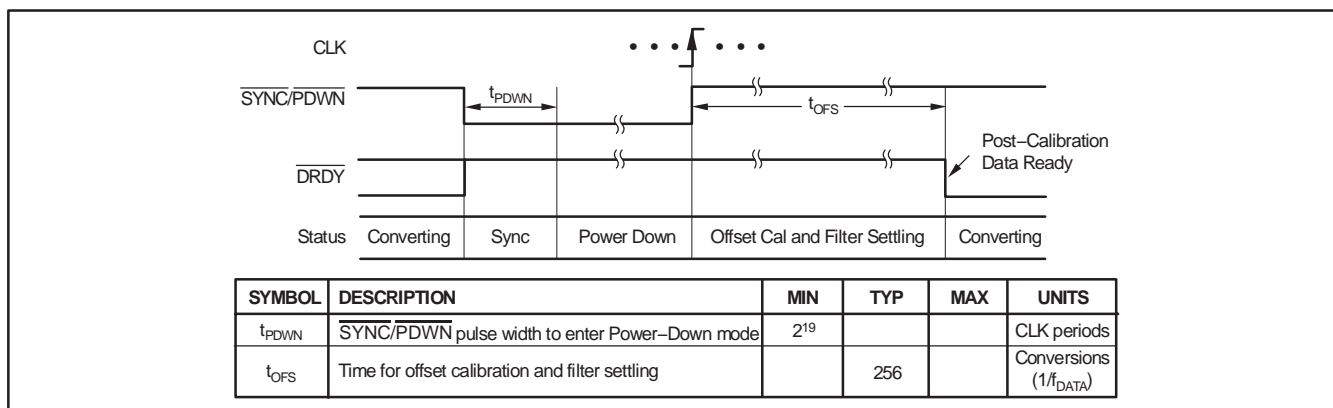 CLK
SYNC/PDWN
tPDWN
tOFS
Post–Calibration
Data Ready
DRDY
Status Converting Sync Power Down Offset Cal and Filter Settling Converting
SYMBOL DESCRIPTION MIN TYP MAX UNITS
tPDWN SYNC/PDWN pulse width to enter Power–Down mode 2¹⁹ CLK periods
tOFS Time for offset calibration and filter settling 256 Conversions
(1/fDATA)